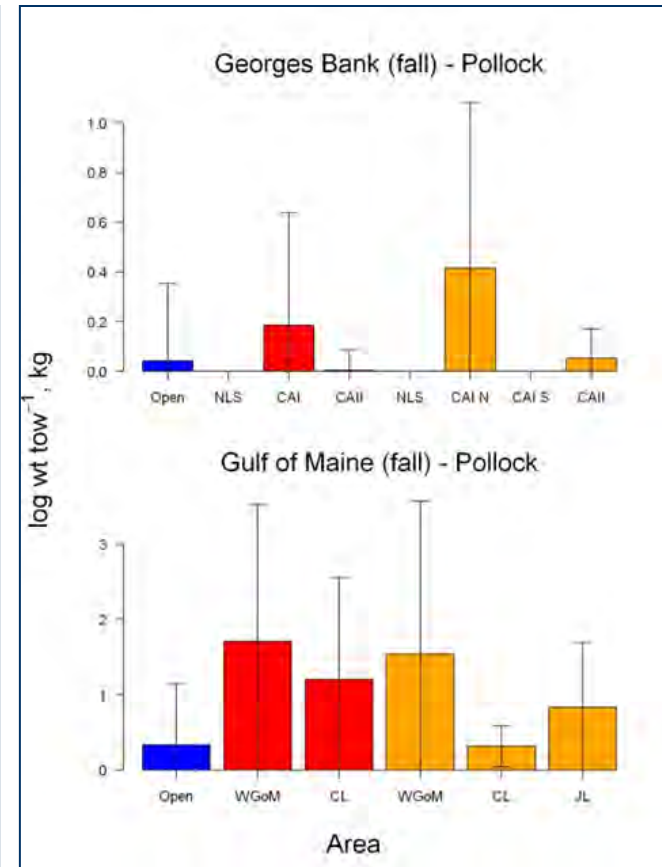 Georges Bank (fall) - Pollock
1.0
0.8
0.6
0.4
0.2
0.0
Open NLS CAI CAII NLS CAI N CAI S CAII
log wt tow⁻¹, kg
Gulf of Maine (fall) - Pollock
3
2
1
0
Open WGoM CL WGoM CL JL
Area